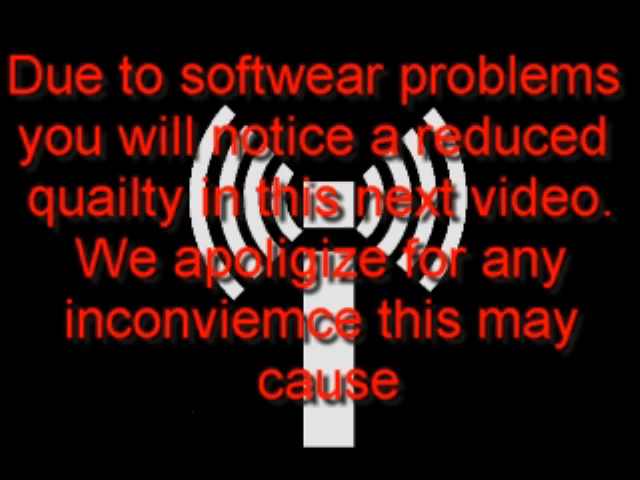 Due to softwear problems
you will notice a reduced
quailty in this next video.
We apoligize for any
inconviemce this may
cause